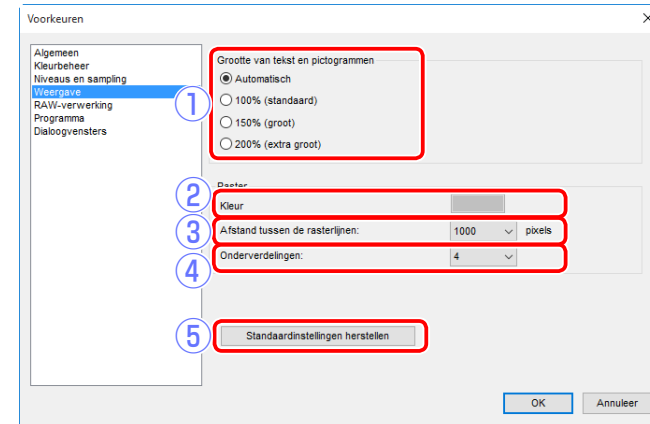 Voorkeuren
Algemeen
Kleurbeheer
Niveaus en sampling
Weergave
RAW-verwerking
Programma
Dialoogvensters
1
Grootte van tekst en pictogrammen
Automatisch
100% (standaard)
150% (groot)
200% (extra groot)
Raster
2
Kleur
3
Afstand tussen de rasterlijnen: 1000 pixels
4
Onderverdelingen: 4
5
Standaardinstellingen herstellen
OK Annuleer